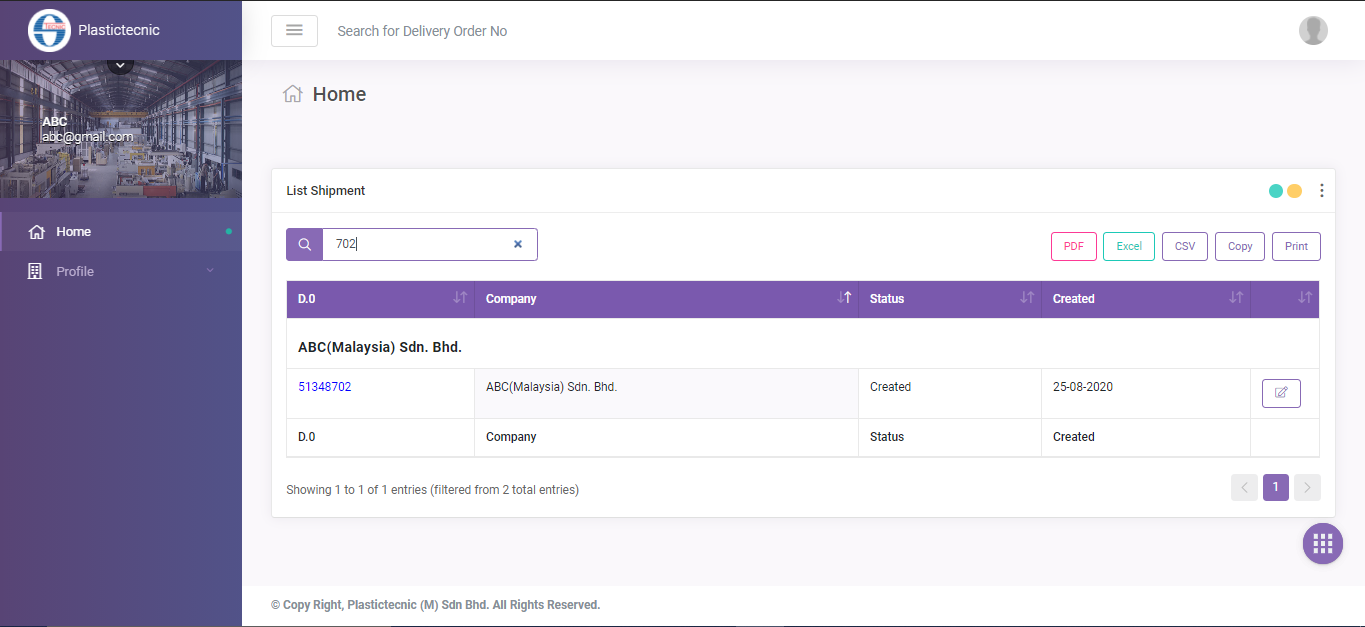 Plastictecnic
Search for Delivery Order No
ABC
abc@gmail.com
Home
Profile
Home
List Shipment
702
PDF
Excel
CSV
Copy
Print
D.0 Company Status Created
ABC(Malaysia) Sdn. Bhd.
51348702 ABC(Malaysia) Sdn. Bhd. Created 25-08-2020
D.0 Company Status Created
Showing 1 to 1 of 1 entries (filtered from 2 total entries)
1
© Copy Right, Plastictecnic (M) Sdn Bhd. All Rights Reserved.